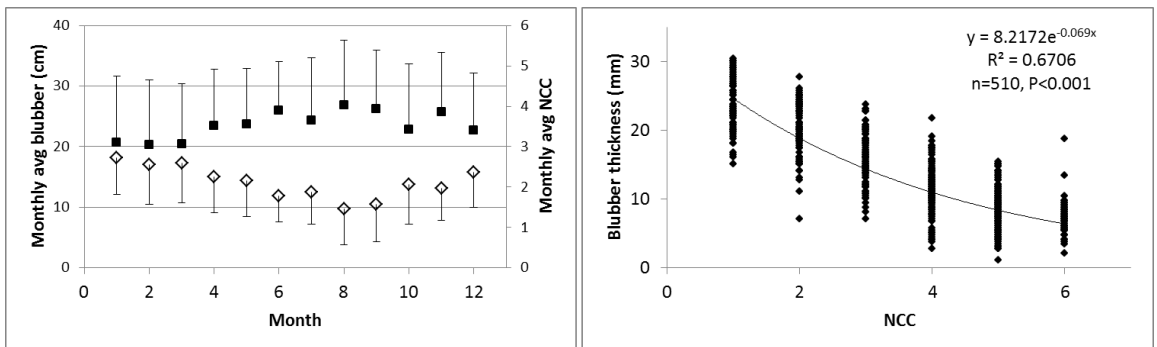 Monthly avg blubber (cm)
40
30
20
10
0
6
5
4
3
2
1
0
Monthly avg NCC
0 2 4 6 8 10 12
Month
Blubber thickness (mm)
30
20
10
0
y = 8.2172e^-0.069x
R² = 0.6706
n=510, P<0.001
0 2 4 6
NCC